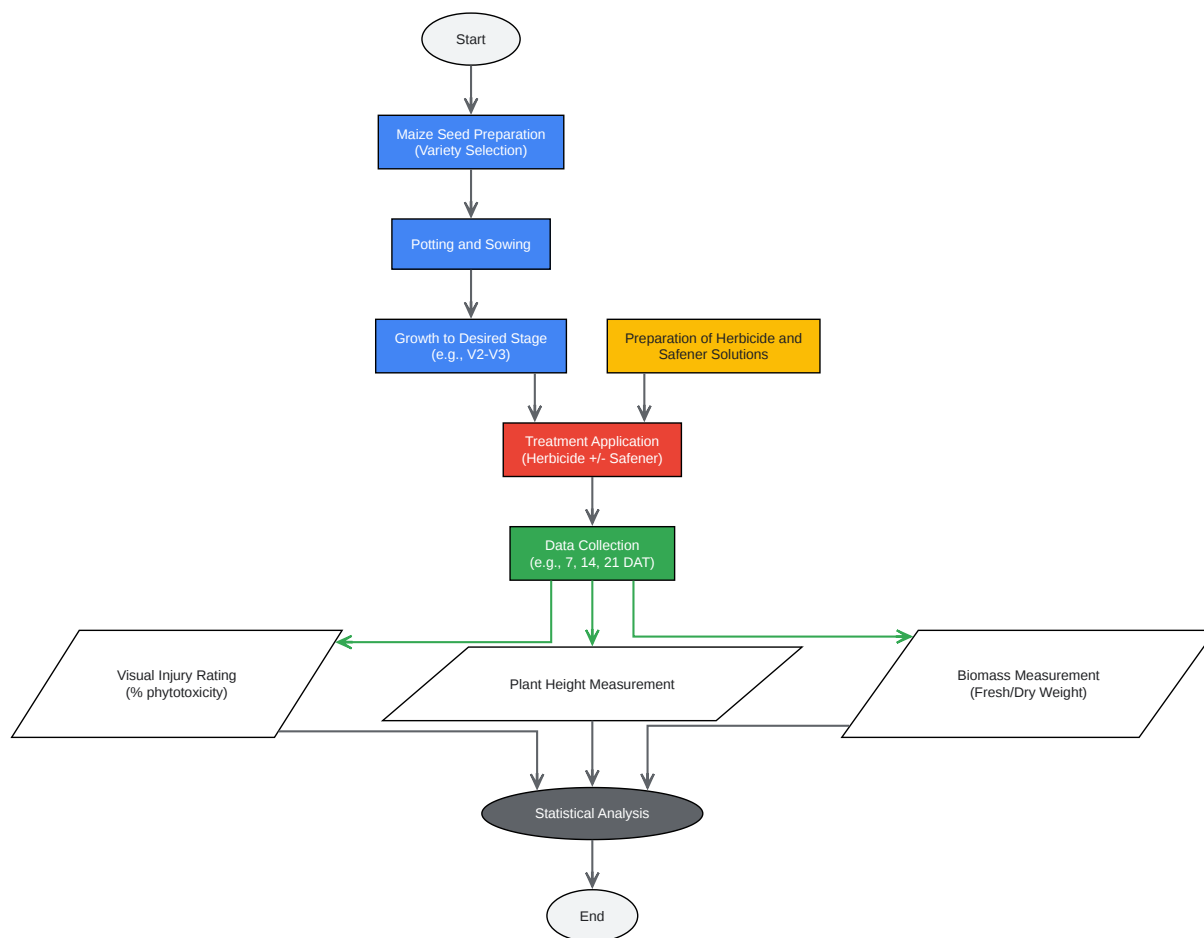 Start
Maize Seed Preparation
(Variety Selection)
Potting and Sowing
Growth to Desired Stage
(e.g., V2-V3)
Preparation of Herbicide and
Safener Solutions
Treatment Application
(Herbicide +/- Safener)
Data Collection
(e.g., 7, 14, 21 DAT)
Visual Injury Rating
(% phytotoxicity)
Plant Height Measurement
Biomass Measurement
(Fresh/Dry Weight)
Statistical Analysis
End